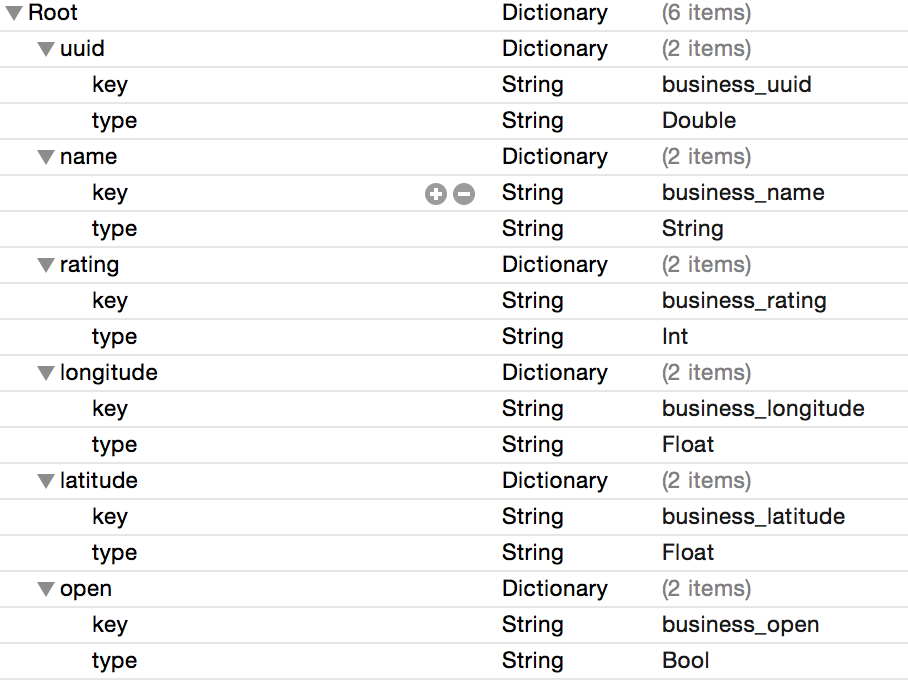 Root Dictionary (6 items)
uuid Dictionary (2 items)
key String business_uuid
type String Double
name Dictionary (2 items)
key String business_name
type String String
rating Dictionary (2 items)
key String business_rating
type String Int
longitude Dictionary (2 items)
key String business_longitude
type String Float
latitude Dictionary (2 items)
key String business_latitude
type String Float
open Dictionary (2 items)
key String business_open
type String Bool